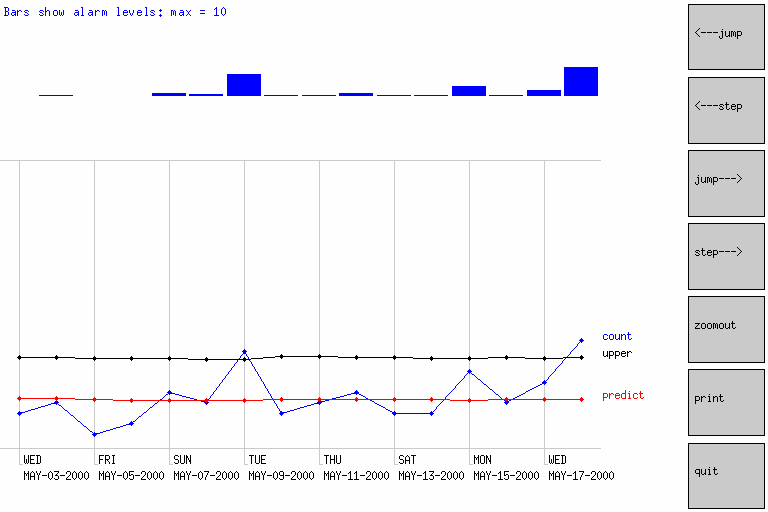 Bars show alarm levels: max = 10
<---jump
<---step
jump--->
step--->
zoomout
print
quit
count
upper
predict
WED FRI SUN TUE THU SAT MON WED
MAY-03-2000 MAY-05-2000 MAY-07-2000 MAY-09-2000 MAY-11-2000 MAY-13-2000 MAY-15-2000 MAY-17-2000